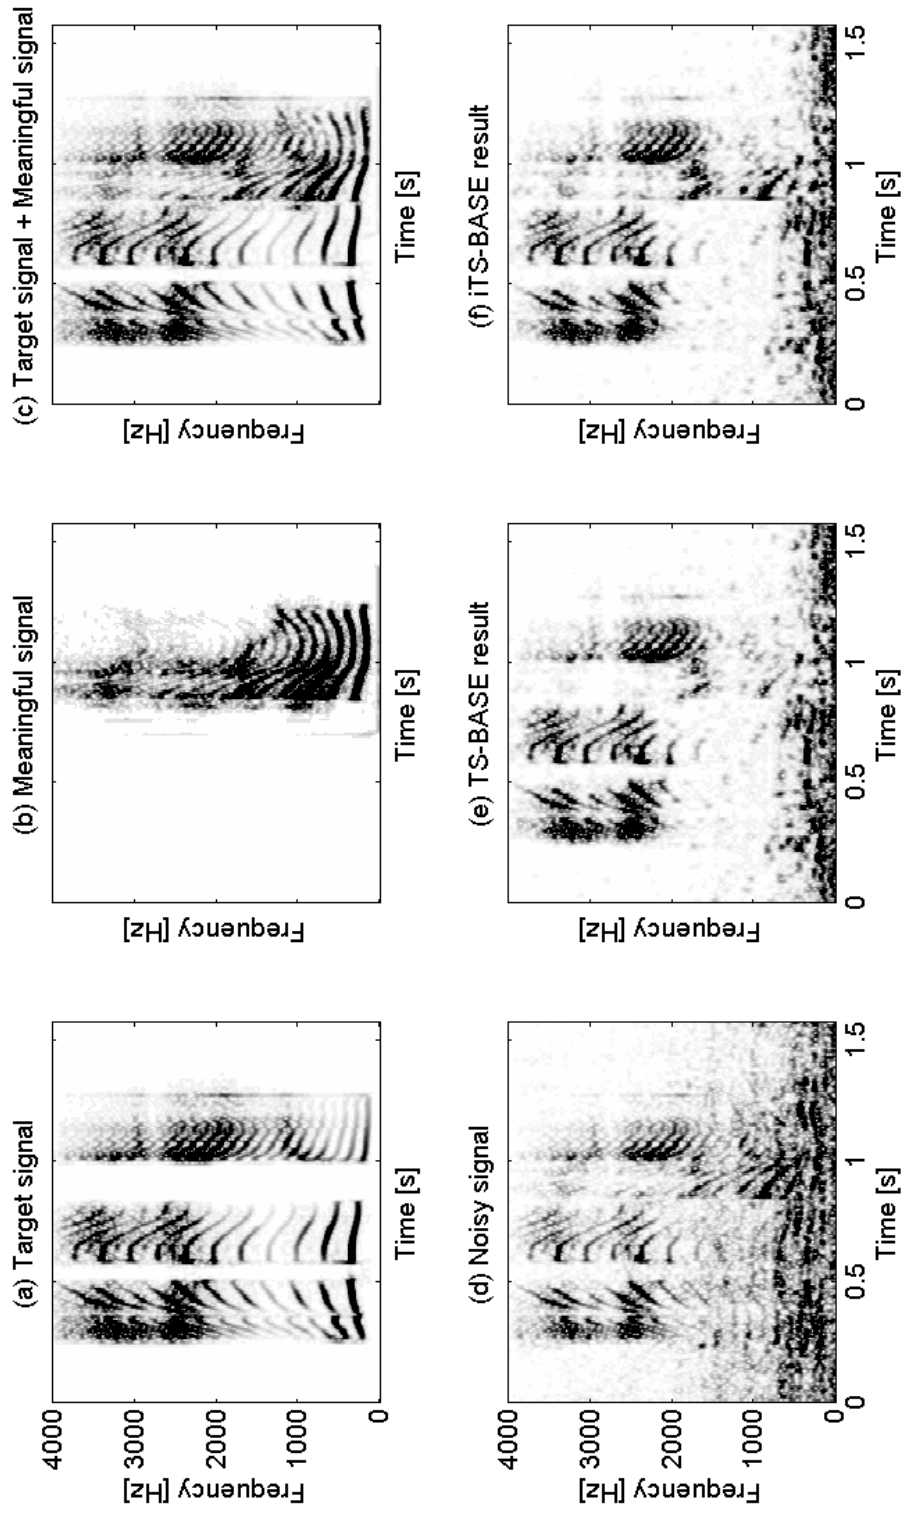 (a) Target signal
Frequency [Hz]
4000
3000
2000
1000
0
Time [s]
(b) Meaningful signal
Frequency [Hz]
Time [s]
(c) Target signal + Meaningful signal
Frequency [Hz]
Time [s]
(d) Noisy signal
Frequency [Hz]
4000
3000
2000
1000
0
0
0.5
1
1.5
Time [s]
(e) TS-BASE result
Frequency [Hz]
0
0.5
1
1.5
Time [s]
(f) iTS-BASE result
Frequency [Hz]
0
0.5
1
1.5
Time [s]